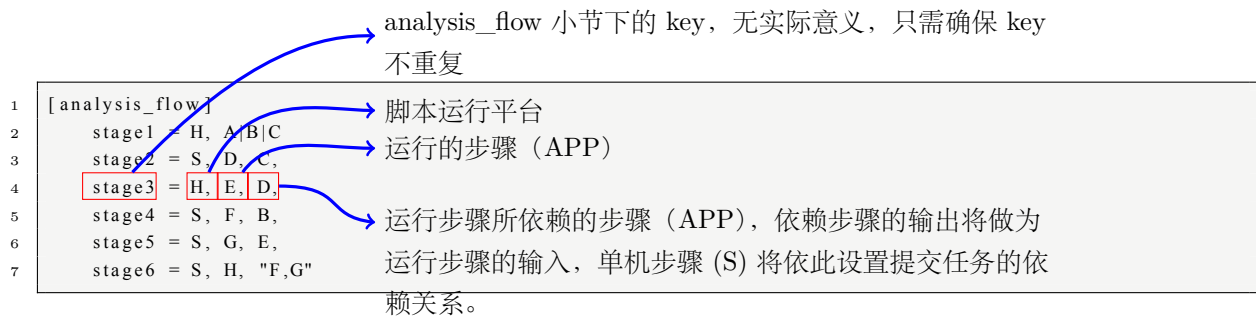 analysis_flow 小节下的 key，无实际意义，只需确保 key
不重复
1 [analysis_flow]
脚本运行平台
2 stage1 = H, A|B|C
运行的步骤（APP）
3 stage2 = S, D, C,
4 stage3 = H, E, D,
5 stage4 = S, F, B,
运行步骤所依赖的步骤（APP），依赖步骤的输出将做为
6 stage5 = S, G, E,
运行步骤的输入，单机步骤 (S) 将依此设置提交任务的依
7 stage6 = S, H, "F,G"
赖关系。